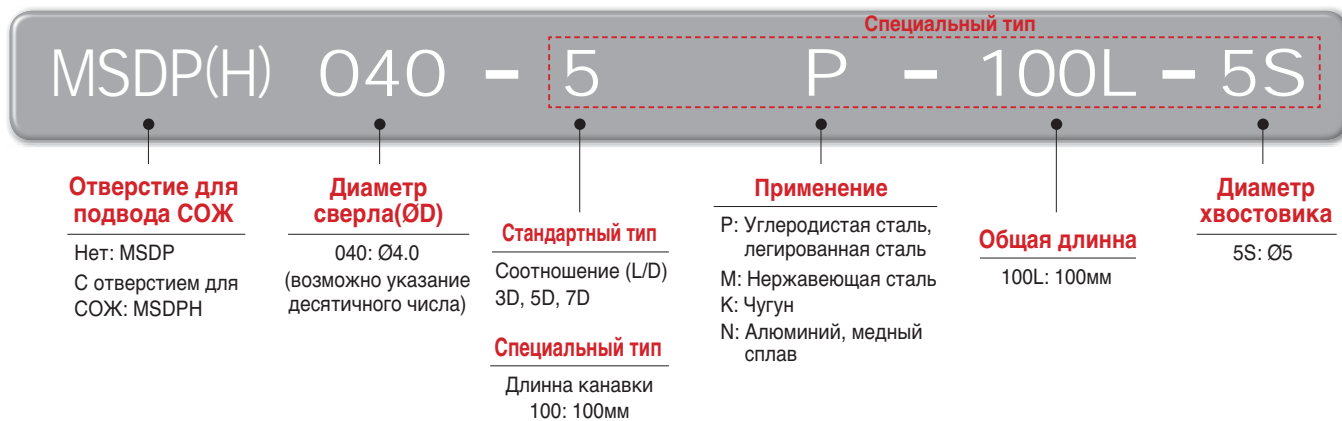 Специальный тип
MSDP(H) 040 - 5 P - 100L - 5S
Отверстие для
подвода СОЖ
Нет: MSDP
С отверстием для
СОЖ: MSDPH
Диаметр
сверла(ØD)
040: Ø4.0
(возможно указание
десятичного числа)
Стандартный тип
Соотношение (L/D)
3D, 5D, 7D
Специальный тип
Длинна канавки
100: 100мм
Применение
P: Углеродистая сталь,
легированная сталь
M: Нержавеющая сталь
K: Чугун
N: Алюминий, медный
сплав
Общая длинна
100L: 100мм
Диаметр
хвостовика
5S: Ø5